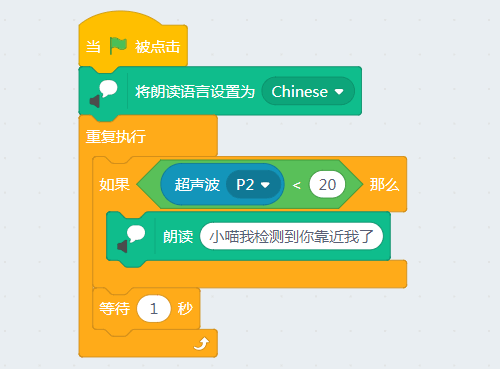 当 被点击
将朗读语言设置为 Chinese
重复执行
如果 超声波 P2 < 20 那么
朗读 小喵我检测到你靠近我了
等待 1 秒